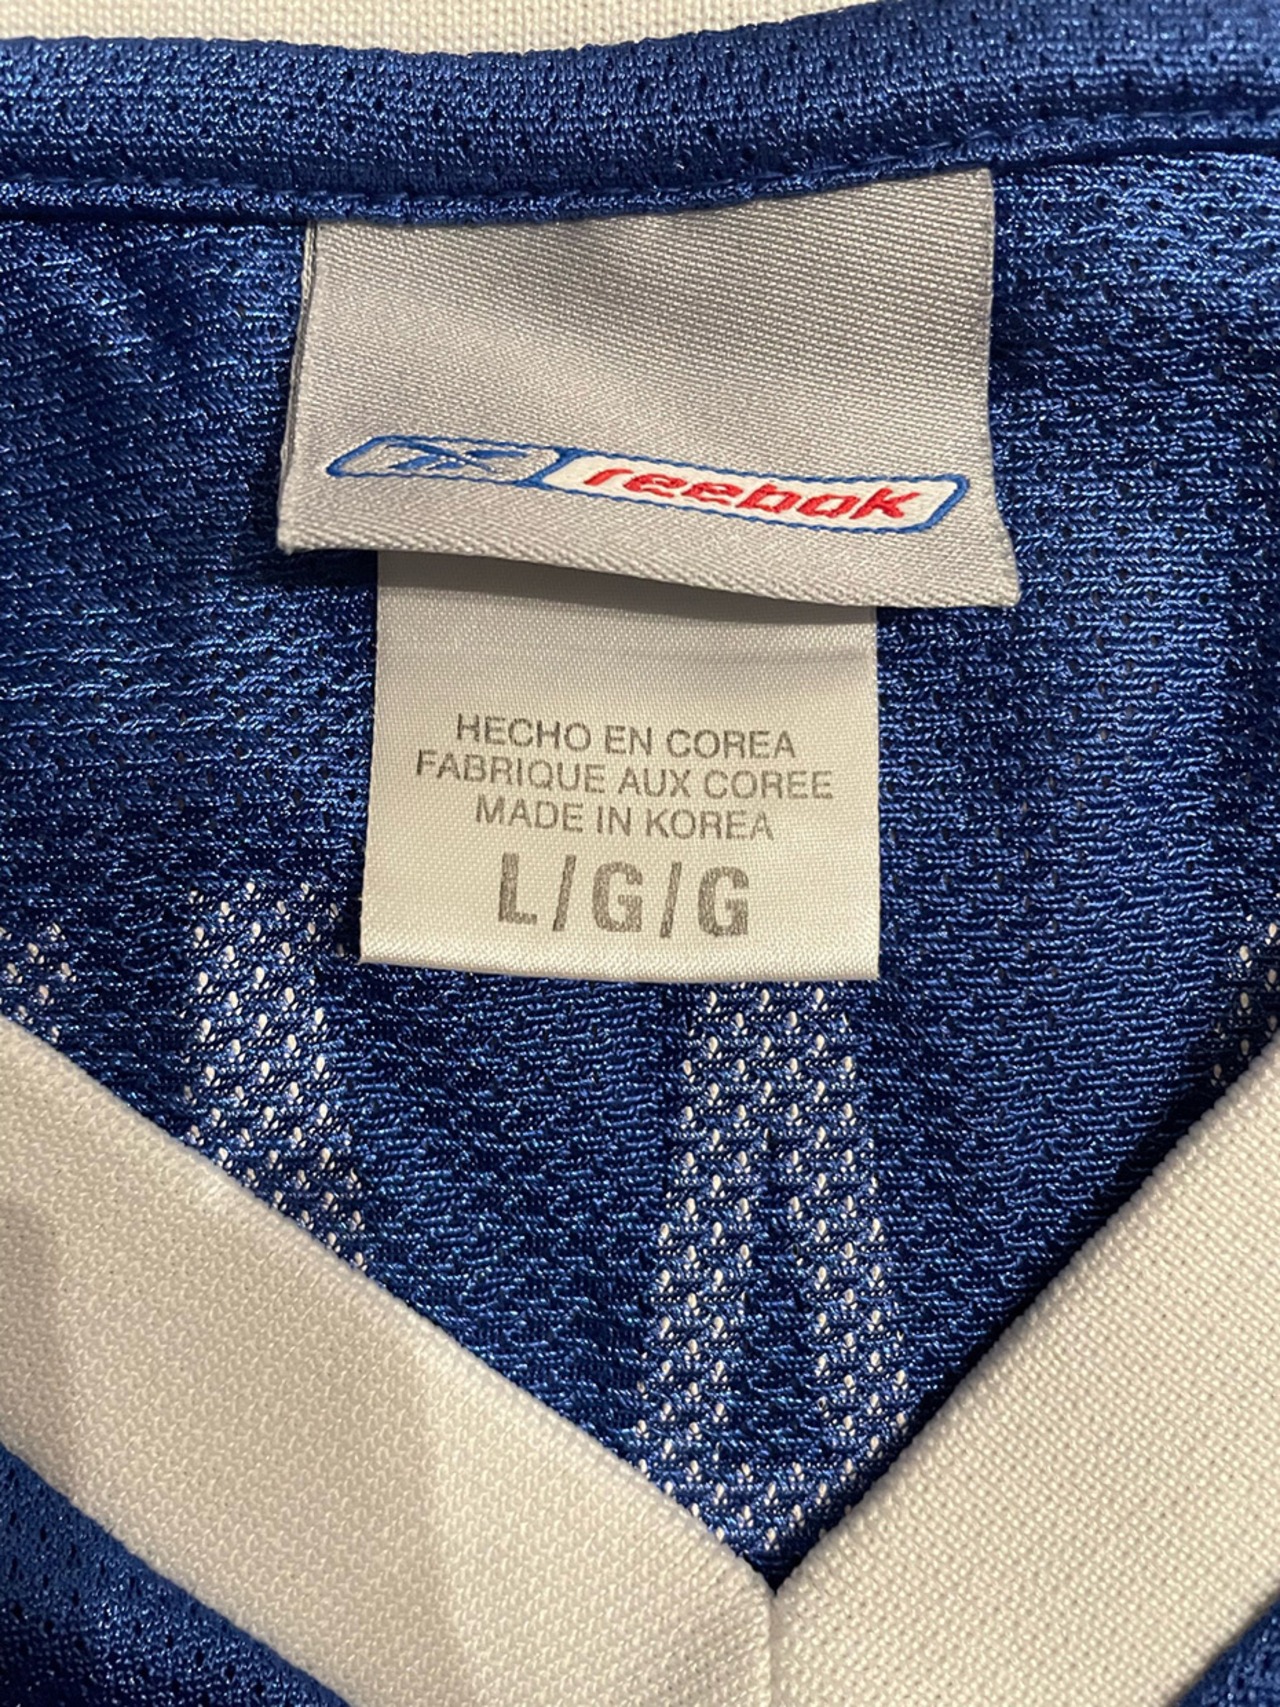 reebok
HECHO EN COREA
FABRIQUE AUX COREE
MADE IN KOREA
L/G/G